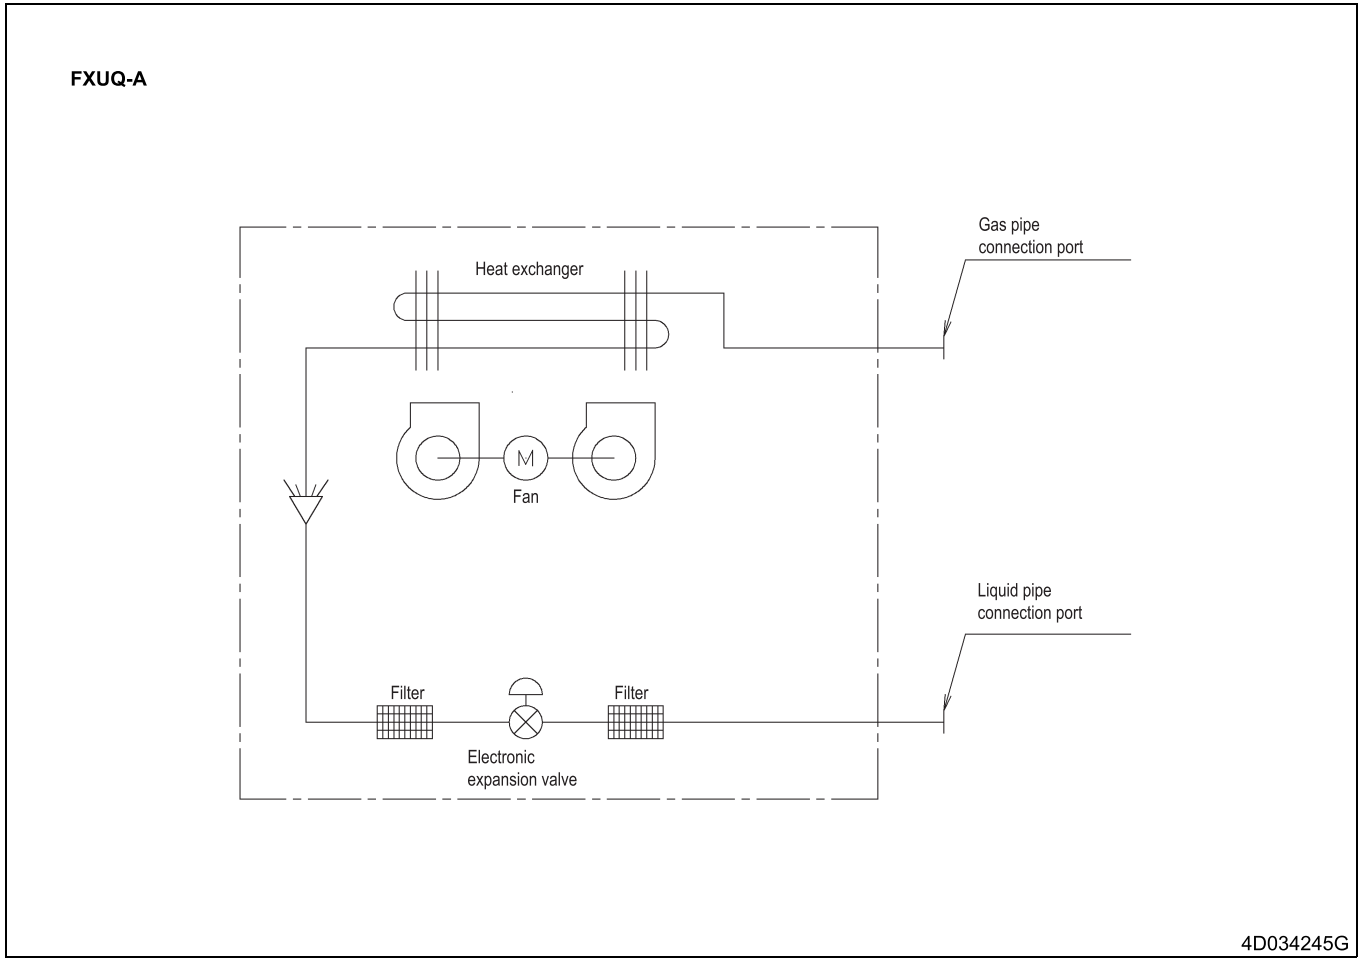 FXUQ-A
Gas pipe
connection port
Heat exchanger
M
Fan
Liquid pipe
connection port
Filter
Filter
Electronic
expansion valve
4D034245G